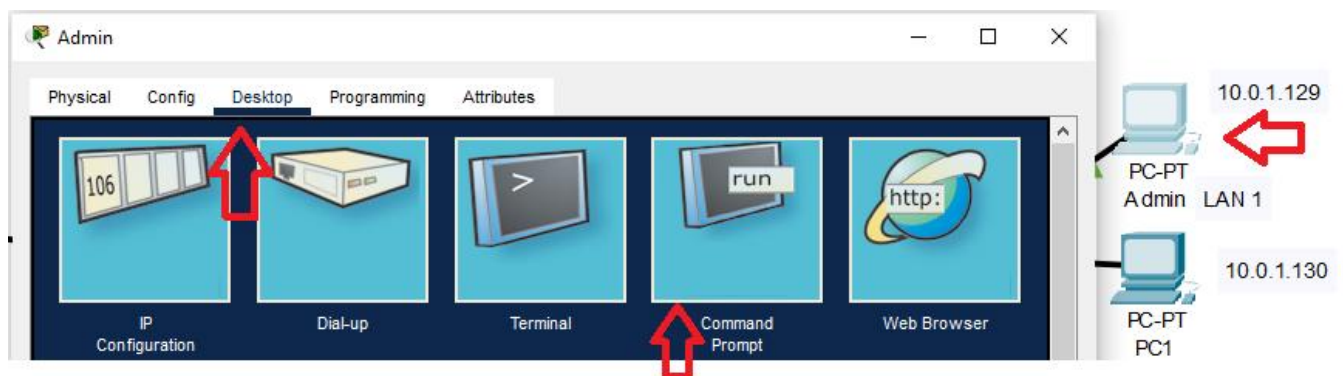 Admin
Physical Config Desktop Programming Attributes
106
>
run
http:
IP
Configuration
Dial-up
Terminal
Command
Prompt
Web Browser
10.0.1.129
PC-PT
Admin LAN 1
10.0.1.130
PC-PT
PC1